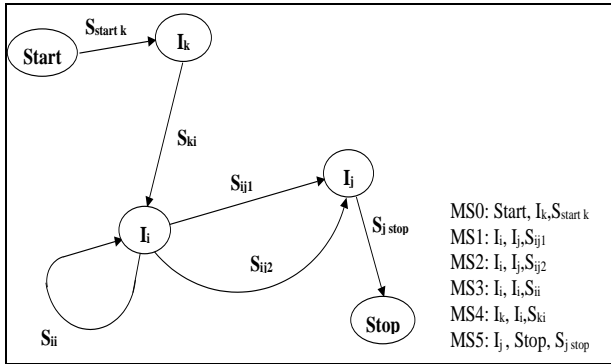 S_start k
Start
I_k
S_ki
S_ij1
I_j
I_i
S_j stop
S_ij2
S_ii
Stop
MS0: Start, I_k,S_start k
MS1: I_i, I_j,S_ij1
MS2: I_i, I_j,S_ij2
MS3: I_i, I_i,S_ii
MS4: I_k, I_i,S_ki
MS5: I_j , Stop, S_j stop